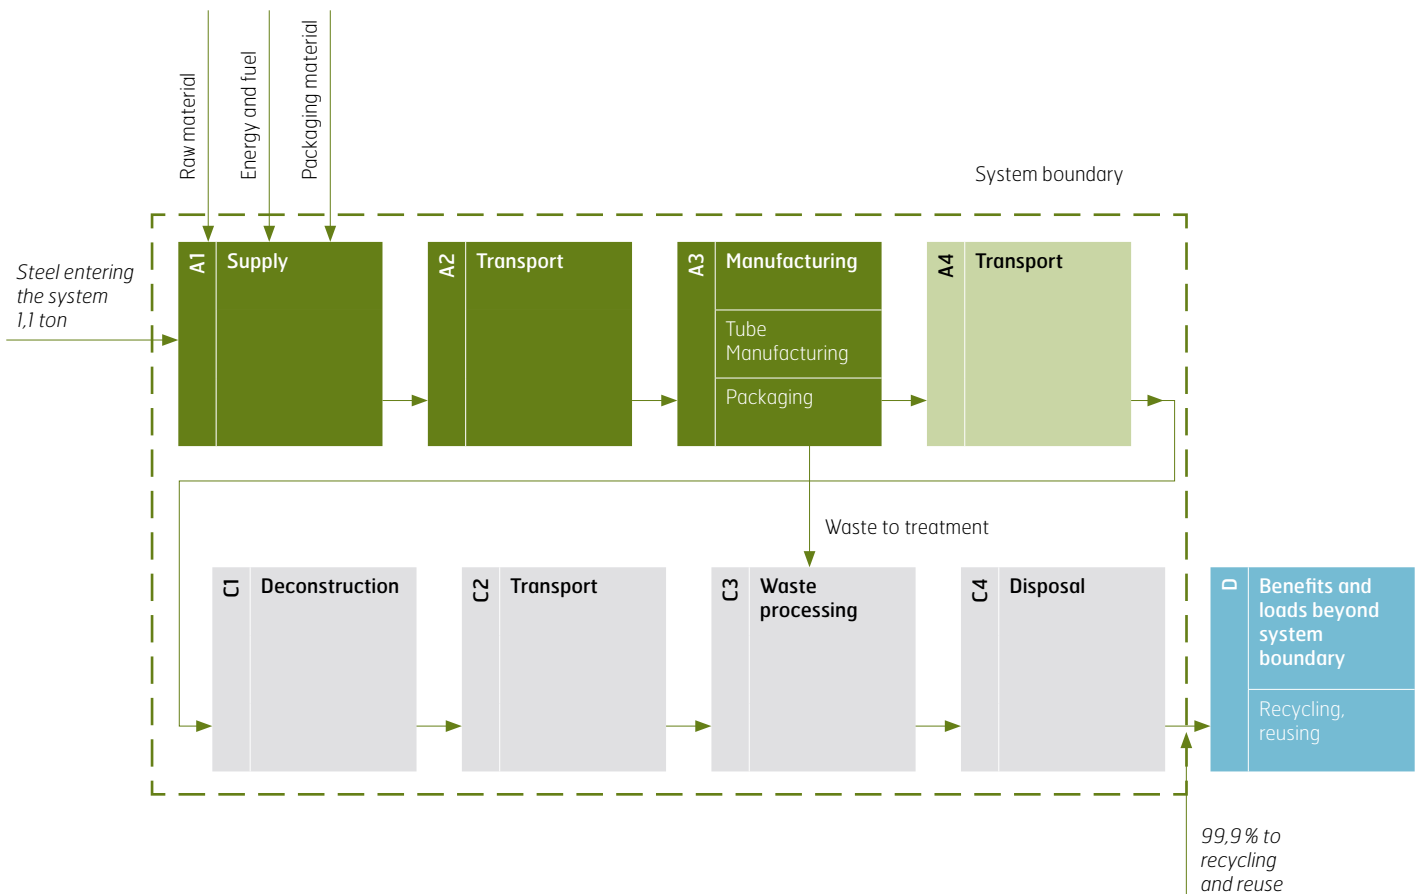 Raw material
Energy and fuel
Packaging material
System boundary
Steel entering
the system
1,1 ton
A1
Supply
A2
Transport
A3
Manufacturing
Tube
Manufacturing
Packaging
A4
Transport
Waste to treatment
C1
Deconstruction
C2
Transport
C3
Waste
processing
C4
Disposal
D
Benefits and
loads beyond
system
boundary
Recycling,
reusing
99,9 % to
recycling
and reuse